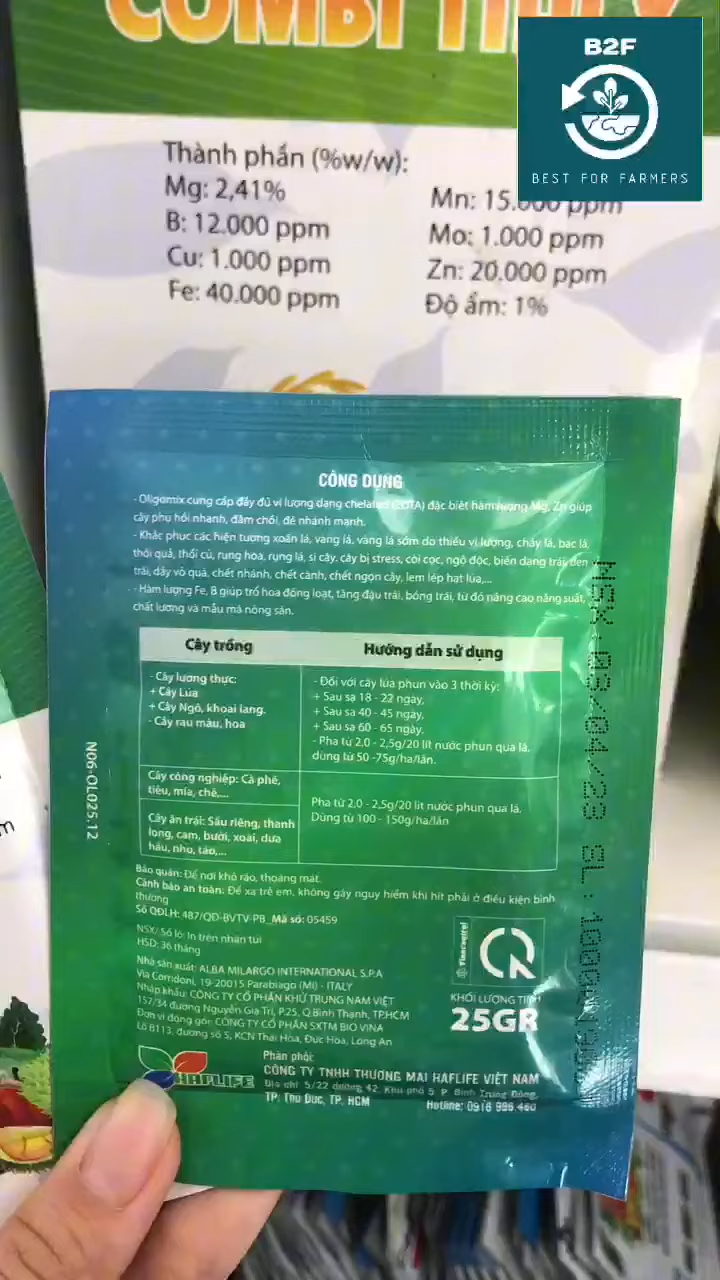 COMBI
B2F
BEST FOR FARMERS
Thành phần (%w/w):
Mg: 2,41%
B: 12.000 ppm
Cu: 1.000 ppm
Fe: 40.000 ppm
Mn: 15.000 ppm
Mo: 1.000 ppm
Zn: 20.000 ppm
Độ ẩm: 1%
CÔNG DỤNG
- Oligomix cung cấp đầy đủ vi lượng dạng chelate (EDTA) đặc biệt hàm lượng Mg, Zn giúp
cây phụ hồi nhanh, đâm chồi, đẻ nhánh mạnh.
- Khắc phục các hiện tượng xoắn lá, vàng lá, vàng lá sớm do thiếu vi lượng, cháy lá, bạc lá,
thối quả, thối củ, rụng hoa, rụng lá, sì cây, cây bị stress, còi cọc, ngộ độc, biến dạng trái, đen
trái, dày vỏ quả, chết nhánh, chết cành, chết ngọn cây, lem lép hạt lúa,...
- Hàm lượng Fe, B giúp trổ hoa đồng loạt, tăng đậu trái, bóng trái, từ đó nâng cao năng suất,
chất lượng và mẫu mã nông sản.
Cây trồng
Hướng dẫn sử dụng
- Cây lương thực:
+ Cây Lúa
+ Cây Ngô, khoai lang.
- Cây rau màu, hoa
- Đối với cây lúa phun vào 3 thời kỳ:
+ Sau sạ 18 - 22 ngày,
+ Sau sạ 40 - 45 ngày,
+ Sau sạ 60 - 65 ngày.
- Pha từ 2.0 - 2,5g/20 lít nước phun qua lá.
dùng từ 50 -75g/ha/lần.
Cây công nghiệp: Cà phê,
tiêu, mía, chè,...
Cây ăn trái: Sầu riêng, thanh
long, cam, bưởi, xoài, dưa
hấu, nho, táo,...
Pha từ 2.0 - 2,5g/20 lít nước phun qua lá.
Dùng từ 100 - 150g/ha/lần
Bảo quản: Để nơi khô ráo, thoáng mát.
Cảnh báo an toàn: Để xa trẻ em, không gây nguy hiểm khi hít phải ở điều kiện bình
thường
Số QĐLH: 487/QĐ-BVTV-PB_Mã số: 05459
NSX/ Số lô: In trên nhãn túi
HSD: 36 tháng
Nhà sản xuất: ALBA MILARGO INTERNATIONAL S.P.A
Via Corridoni, 19-20015 Parabiago (MI) - ITALY
Nhập khẩu: CÔNG TY CỔ PHẦN KHỬ TRÙNG NAM VIỆT
157/34 đường Nguyễn Gia Trí, P.25, Q.Bình Thạnh, TP.HCM
Đơn vị đóng gói: CÔNG TY CỔ PHẦN SXTM BIO VINA
Lô B113, đường số 5, KCN Thái Hòa, Đức Hòa, Long An
KHỐI LƯỢNG TỊNH
25GR
HAFLIFE
Phân phối:
CÔNG TY TNHH THƯƠNG MẠI HAFLIFE VIỆT NAM
Địa chỉ: 5/22 đường 42, Khu phố 5, P. Bình Trưng Đông,
TP. Thủ Đức, TP. HCM
Hotline: 0916 986 460
N06-OL025.12
NSX: 03/04/23 SL: